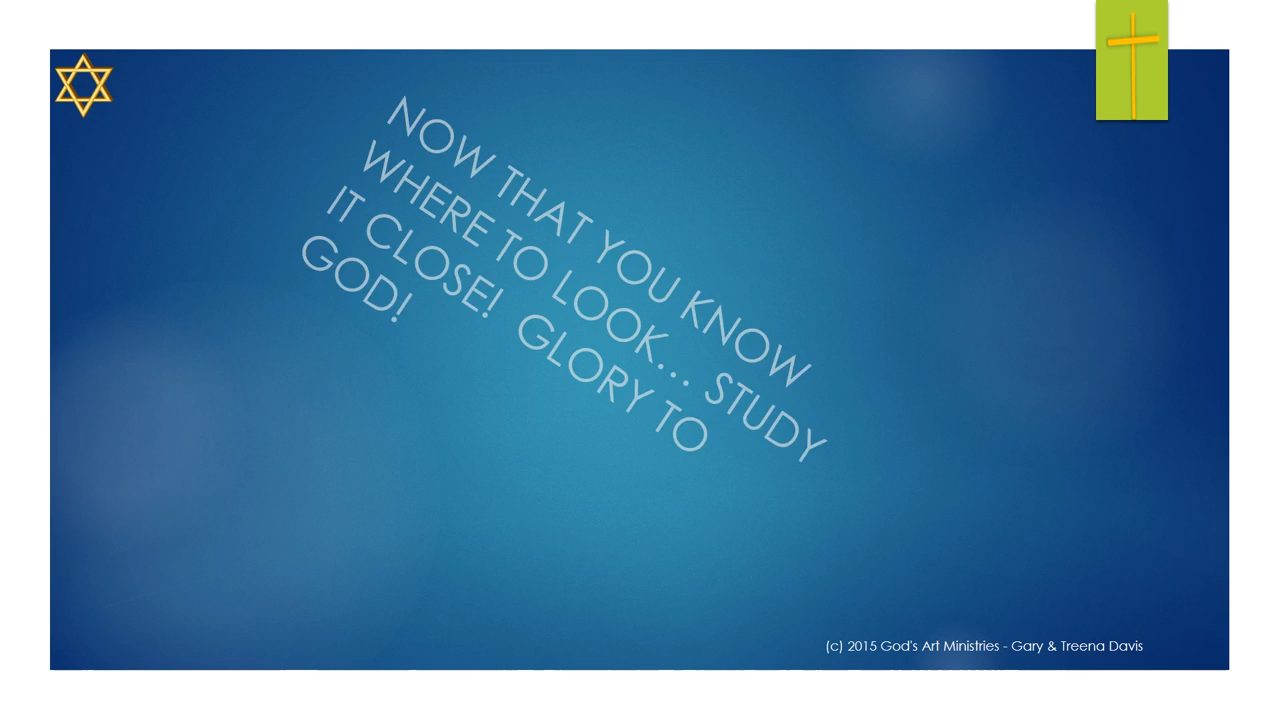 NOW THAT YOU KNOW
WHERE TO LOOK... STUDY
IT CLOSE! GLORY TO
GOD!
(c) 2015 God's Art Ministries - Gary & Treena Davis